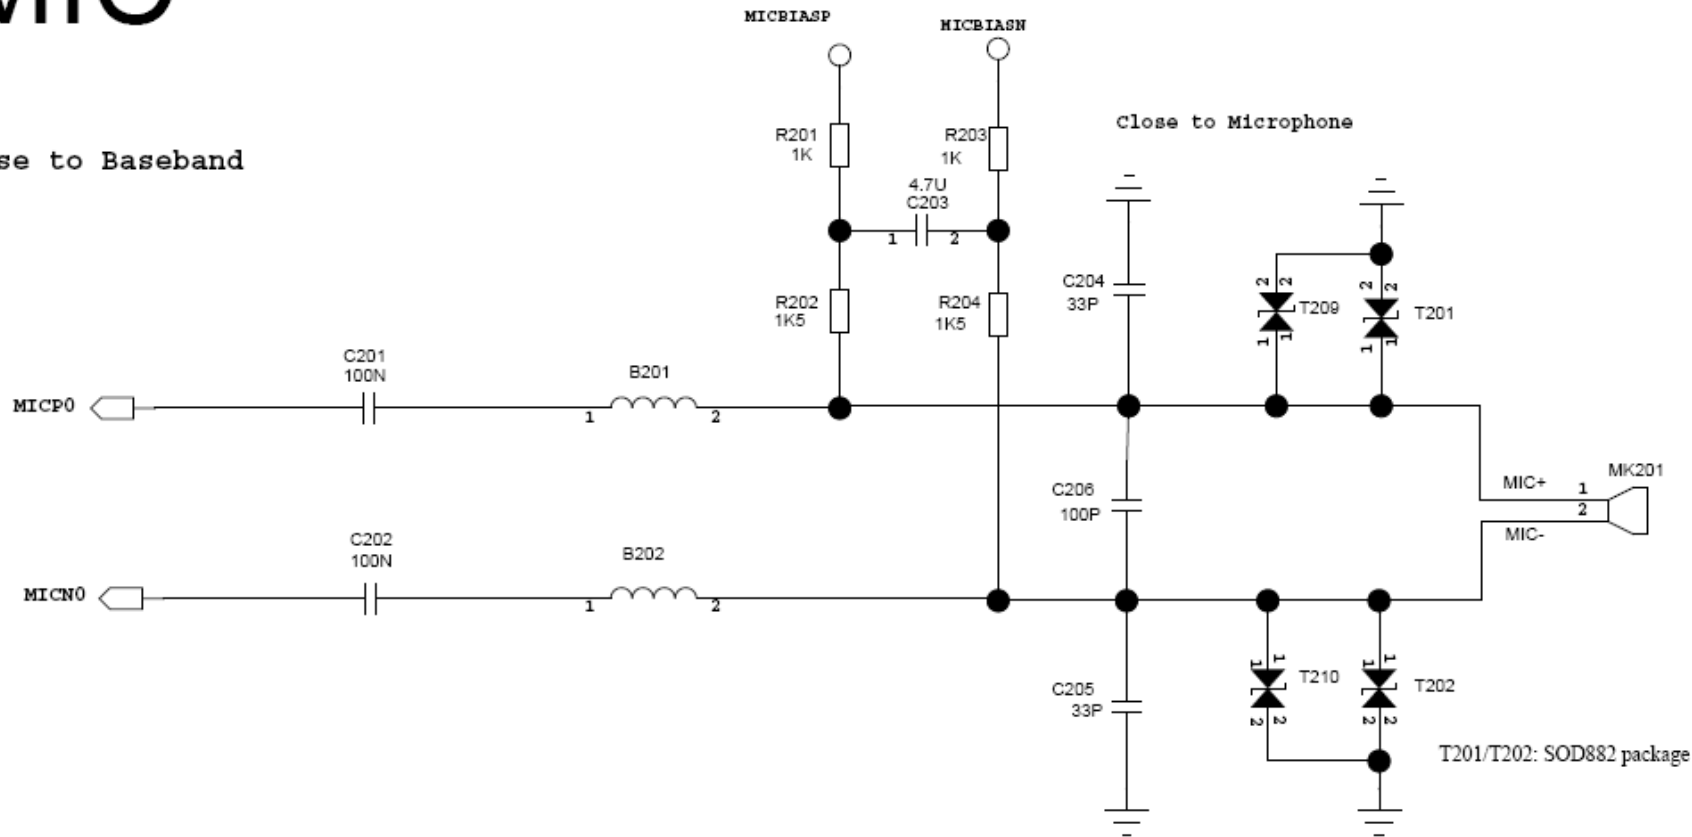 MICBIASP
MICBIASN
Close to Microphone
R201
1K
R203
1K
se to Baseband
4.7U
C203
1
2
C204
33P
2
2
T209
1
1
2
2
T201
1
1
R202
1K5
R204
1K5
C201
100N
B201
MICP0
1
2
C206
100P
MIC+
1
MK201
2
MIC-
C202
100N
B202
MICN0
1
2
C205
33P
1
1
T210
2
2
1
1
T202
2
2
T201/T202: SOD882 package